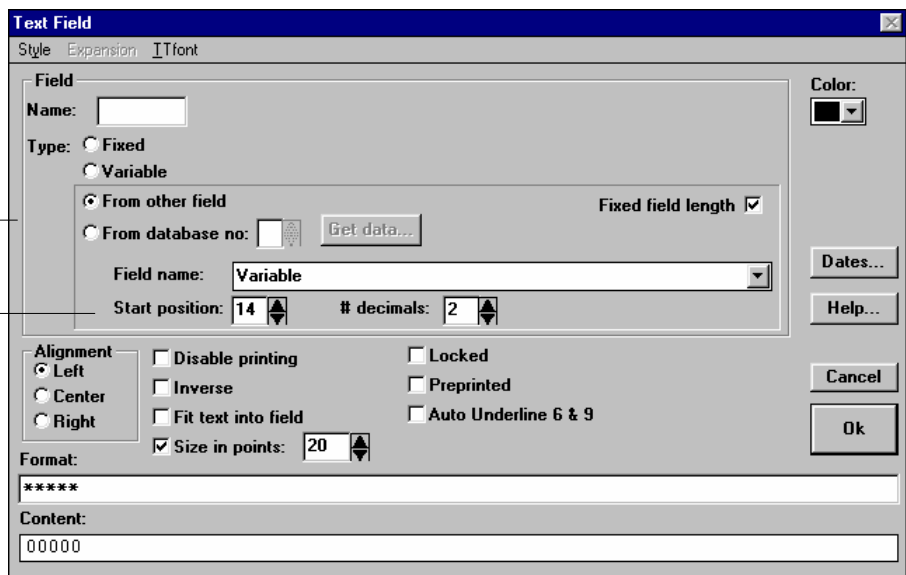 Text Field
Style Expansion TTfont
Field
Color:
Name:
Type: Fixed
Variable
From other field
Fixed field length
From database no: Get data...
Field name: Variable
Dates...
Start position: 14 # decimals: 2
Help...
Alignment
Left
Center
Right
Disable printing
Inverse
Fit text into field
Size in points: 20
Locked
Preprinted
Auto Underline 6 & 9
Cancel
Ok
Format:
*****
Content:
00000